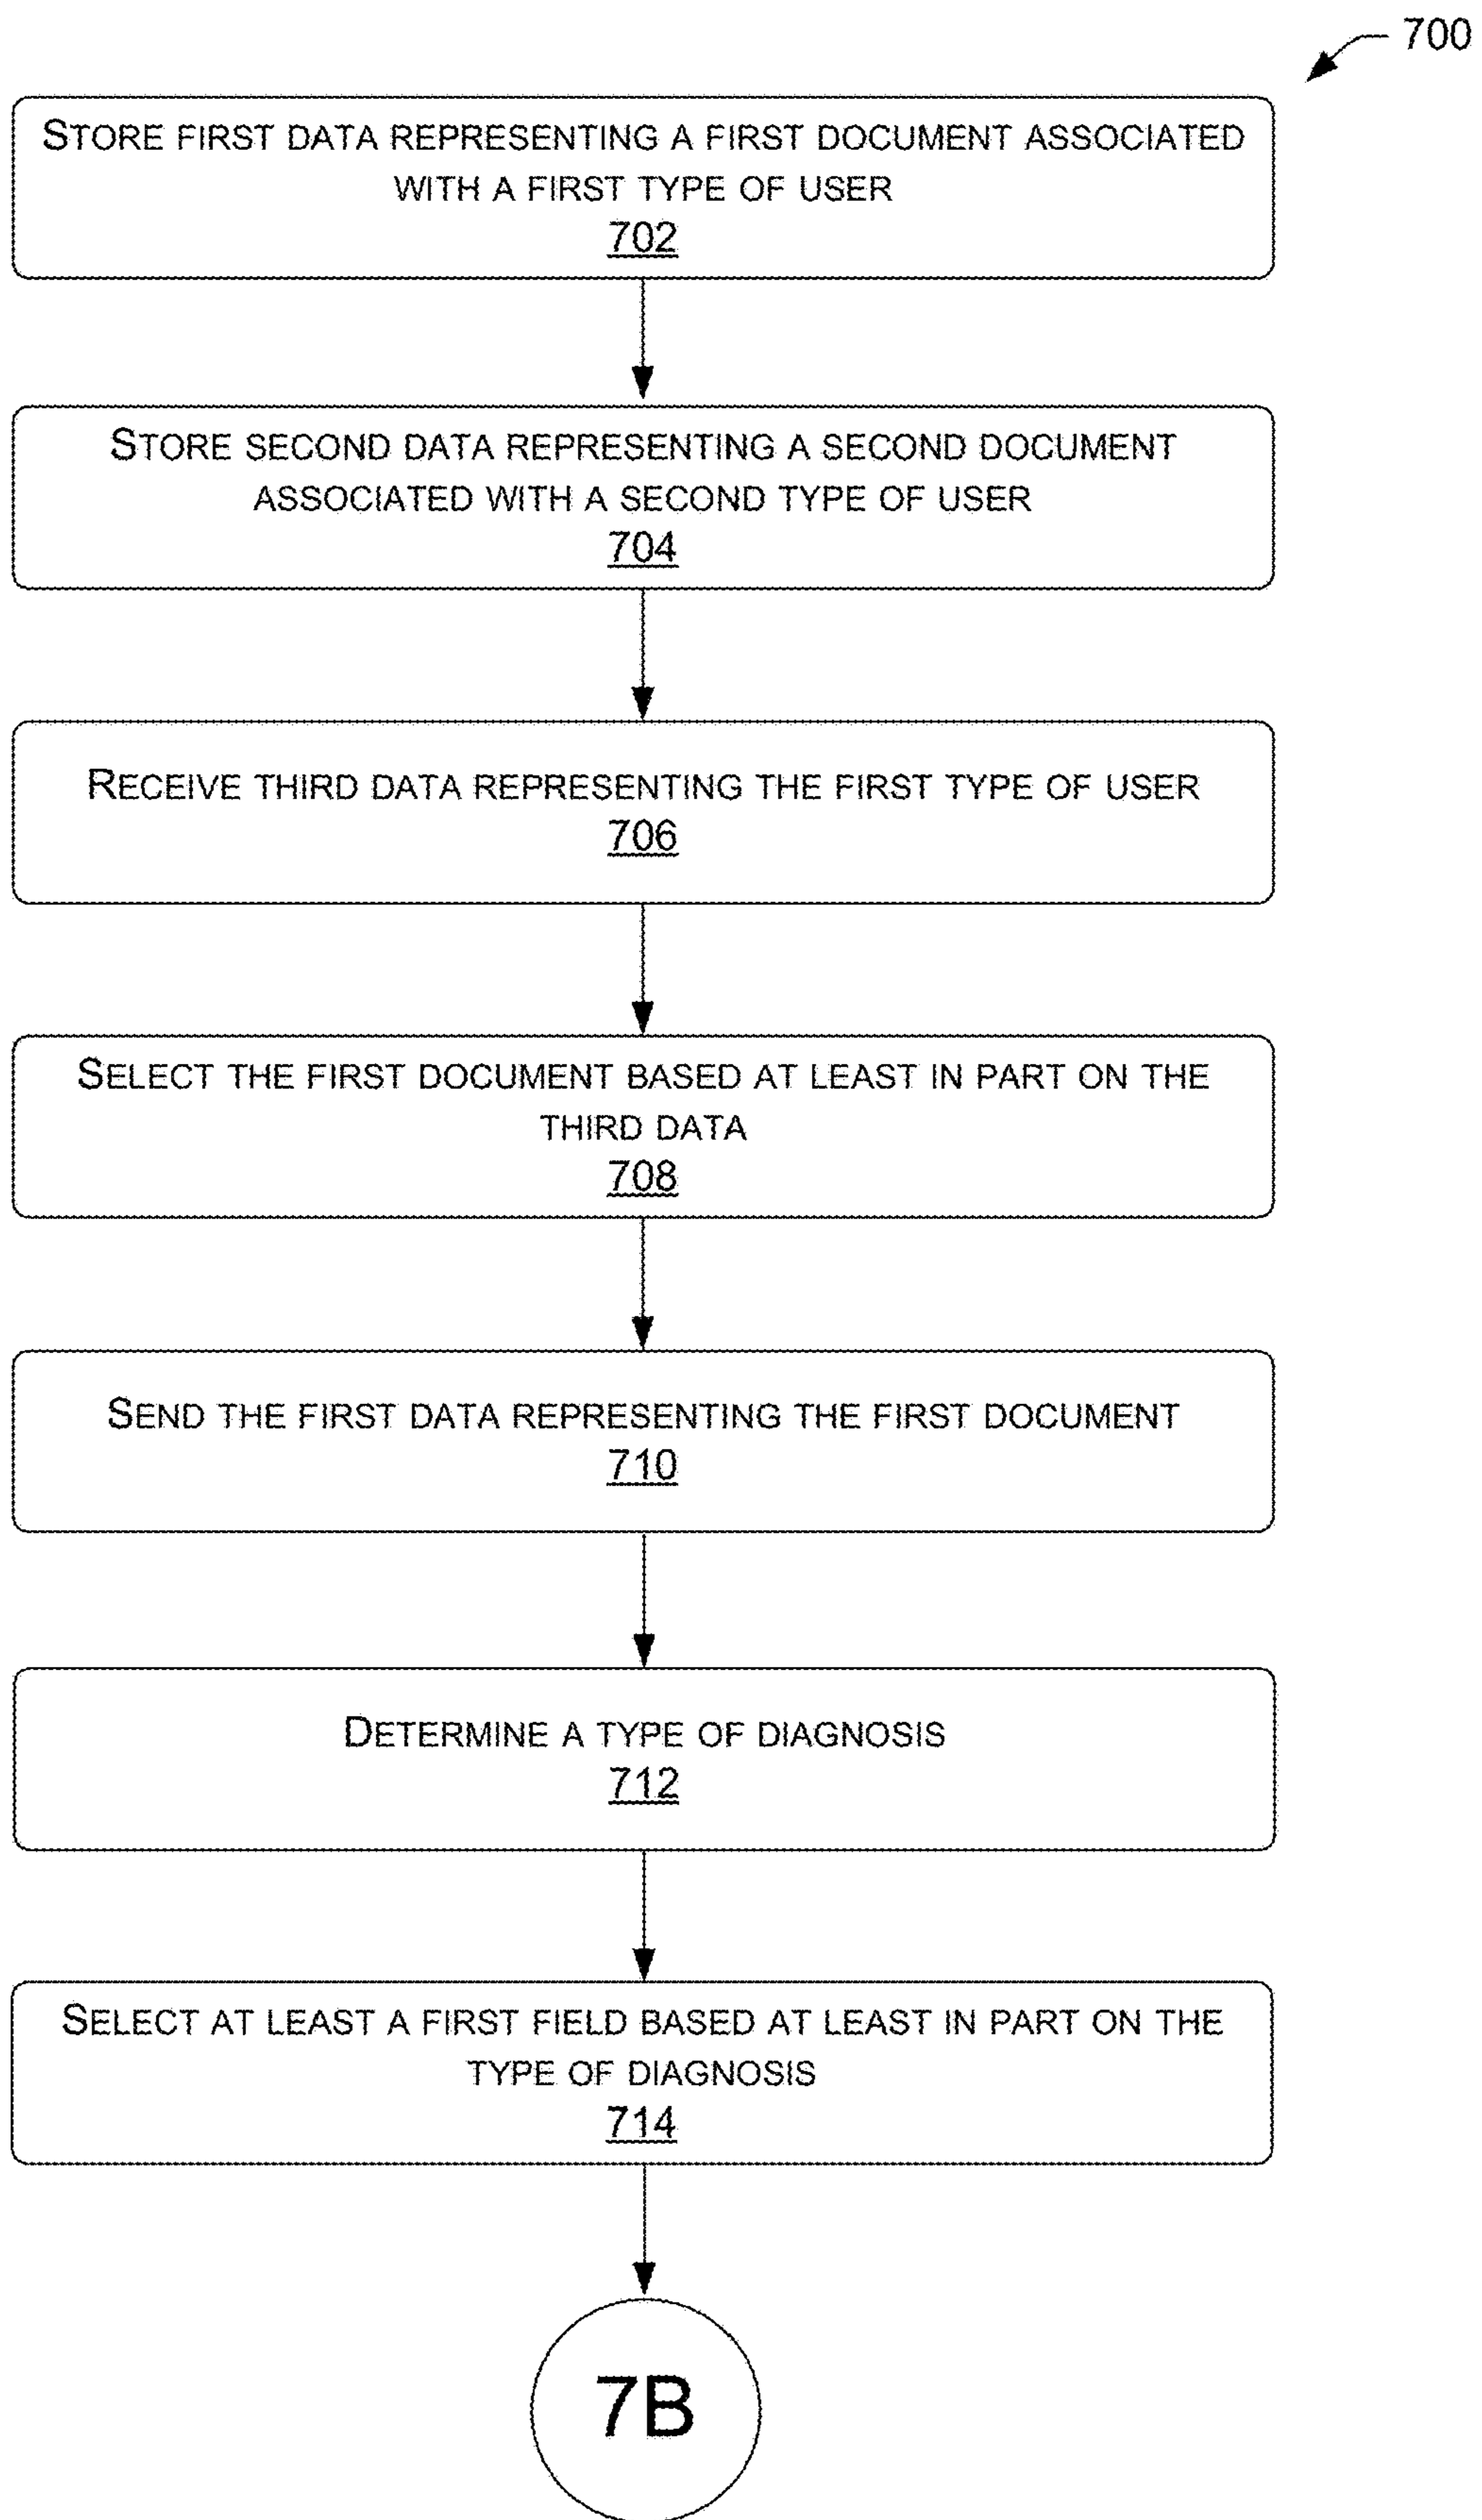 700
STORE FIRST DATA REPRESENTING A FIRST DOCUMENT ASSOCIATED
WITH A FIRST TYPE OF USER
702
STORE SECOND DATA REPRESENTING A SECOND DOCUMENT
ASSOCIATED WITH A SECOND TYPE OF USER
704
RECEIVE THIRD DATA REPRESENTING THE FIRST TYPE OF USER
706
SELECT THE FIRST DOCUMENT BASED AT LEAST IN PART ON THE
THIRD DATA
708
SEND THE FIRST DATA REPRESENTING THE FIRST DOCUMENT
710
DETERMINE A TYPE OF DIAGNOSIS
712
SELECT AT LEAST A FIRST FIELD BASED AT LEAST IN PART ON THE
TYPE OF DIAGNOSIS
714
7B